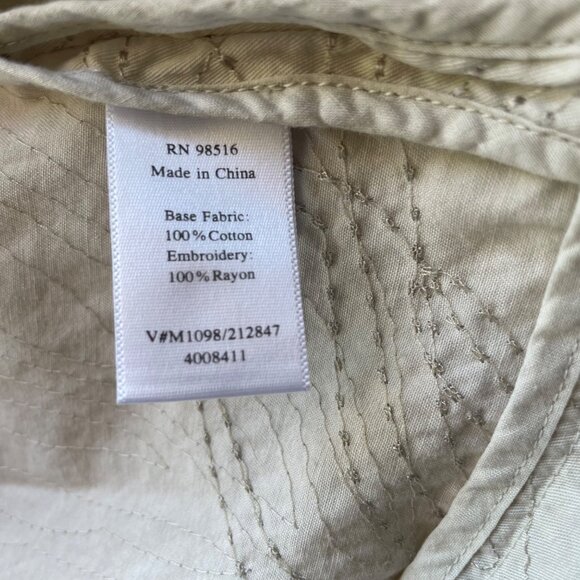 RN 98516
Made in China
Base Fabric:
100% Cotton
Embroidery:
100% Rayon
V#M1098/212847
4008411